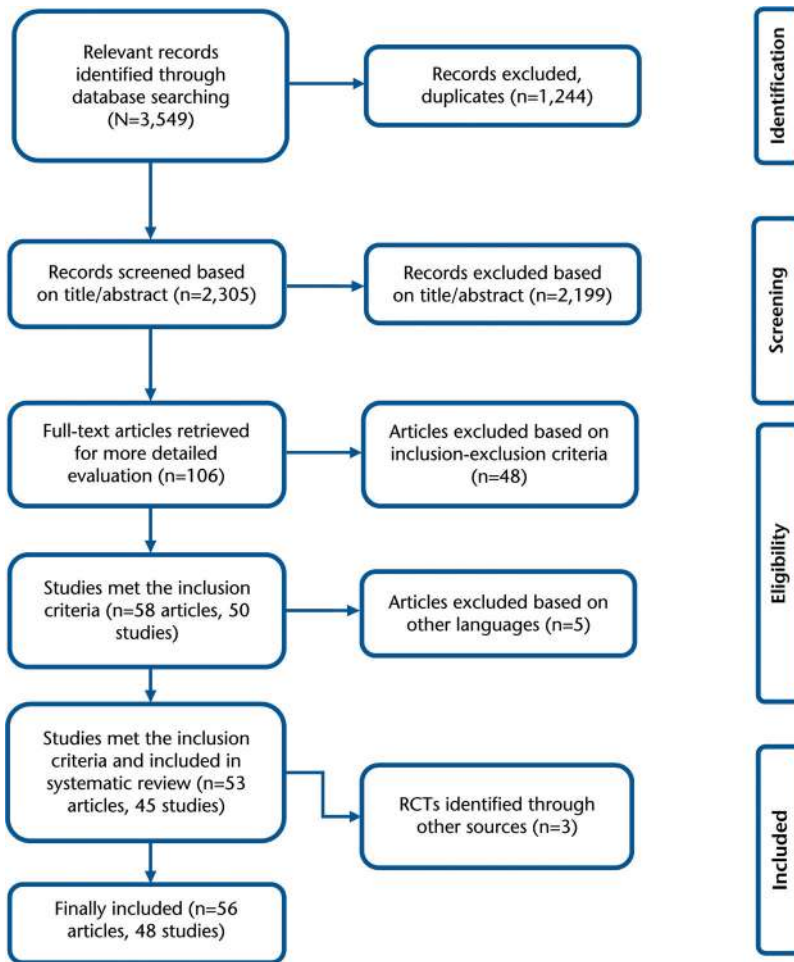 Relevant records
identified through
database searching
(N=3,549)
Records excluded,
duplicates (n=1,244)
Identification
Records screened based
on title/abstract (n=2,305)
Records excluded based
on title/abstract (n=2,199)
Screening
Full-text articles retrieved
for more detailed
evaluation (n=106)
Articles excluded based on
inclusion-exclusion criteria
(n=48)
Studies met the inclusion
criteria (n=58 articles, 50
studies)
Articles excluded based on
other languages (n=5)
Eligibility
Studies met the inclusion
criteria and included in
systematic review (n=53
articles, 45 studies)
RCTs identified through
other sources (n=3)
Included
Finally included (n=56
articles, 48 studies)